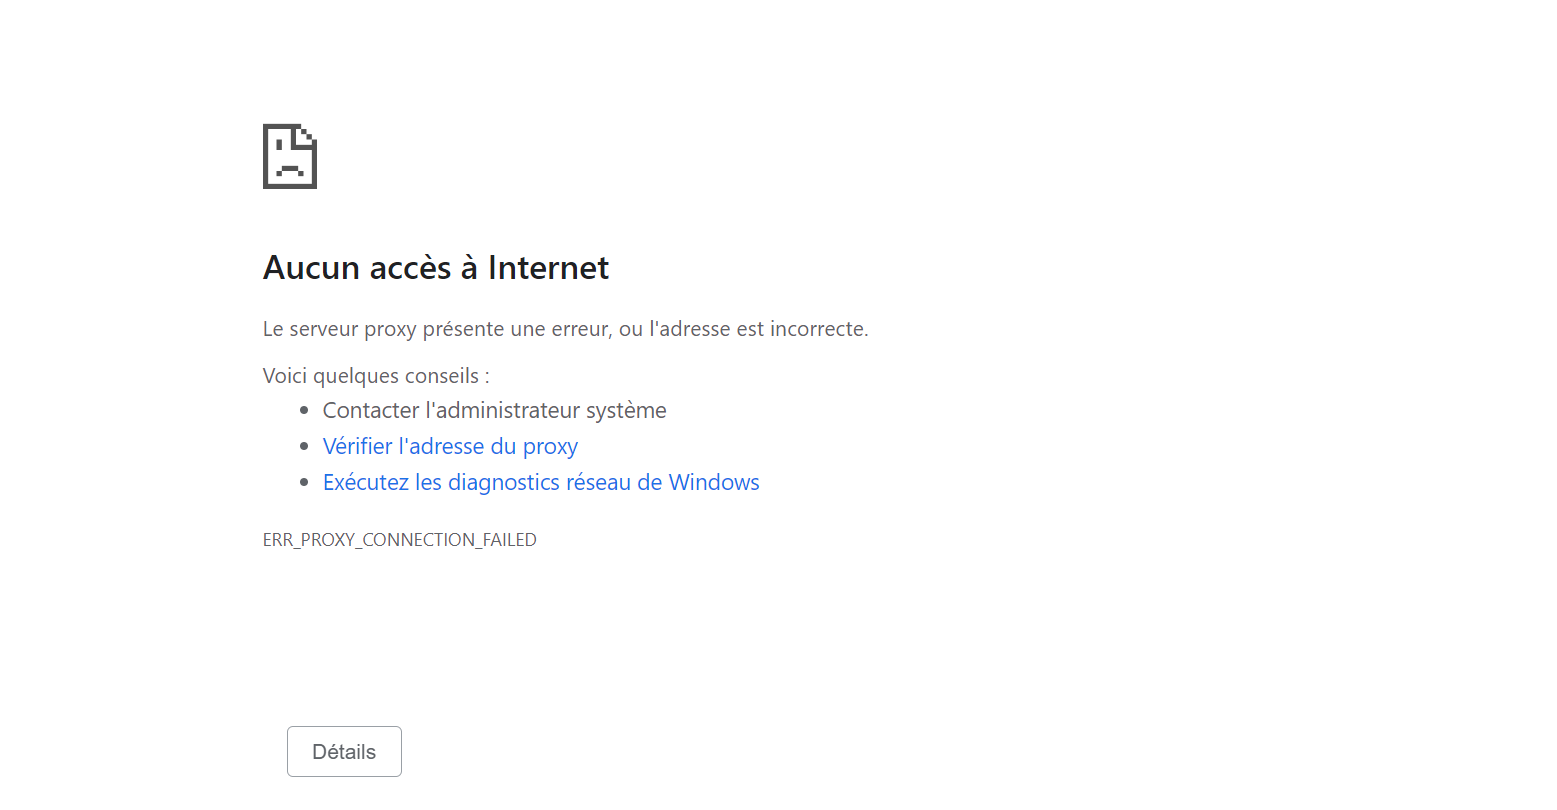 Aucun accès à Internet
Le serveur proxy présente une erreur, ou l'adresse est incorrecte.
Voici quelques conseils :
• Contacter l'administrateur système
• Vérifier l'adresse du proxy
• Exécutez les diagnostics réseau de Windows
ERR_PROXY_CONNECTION_FAILED
Détails